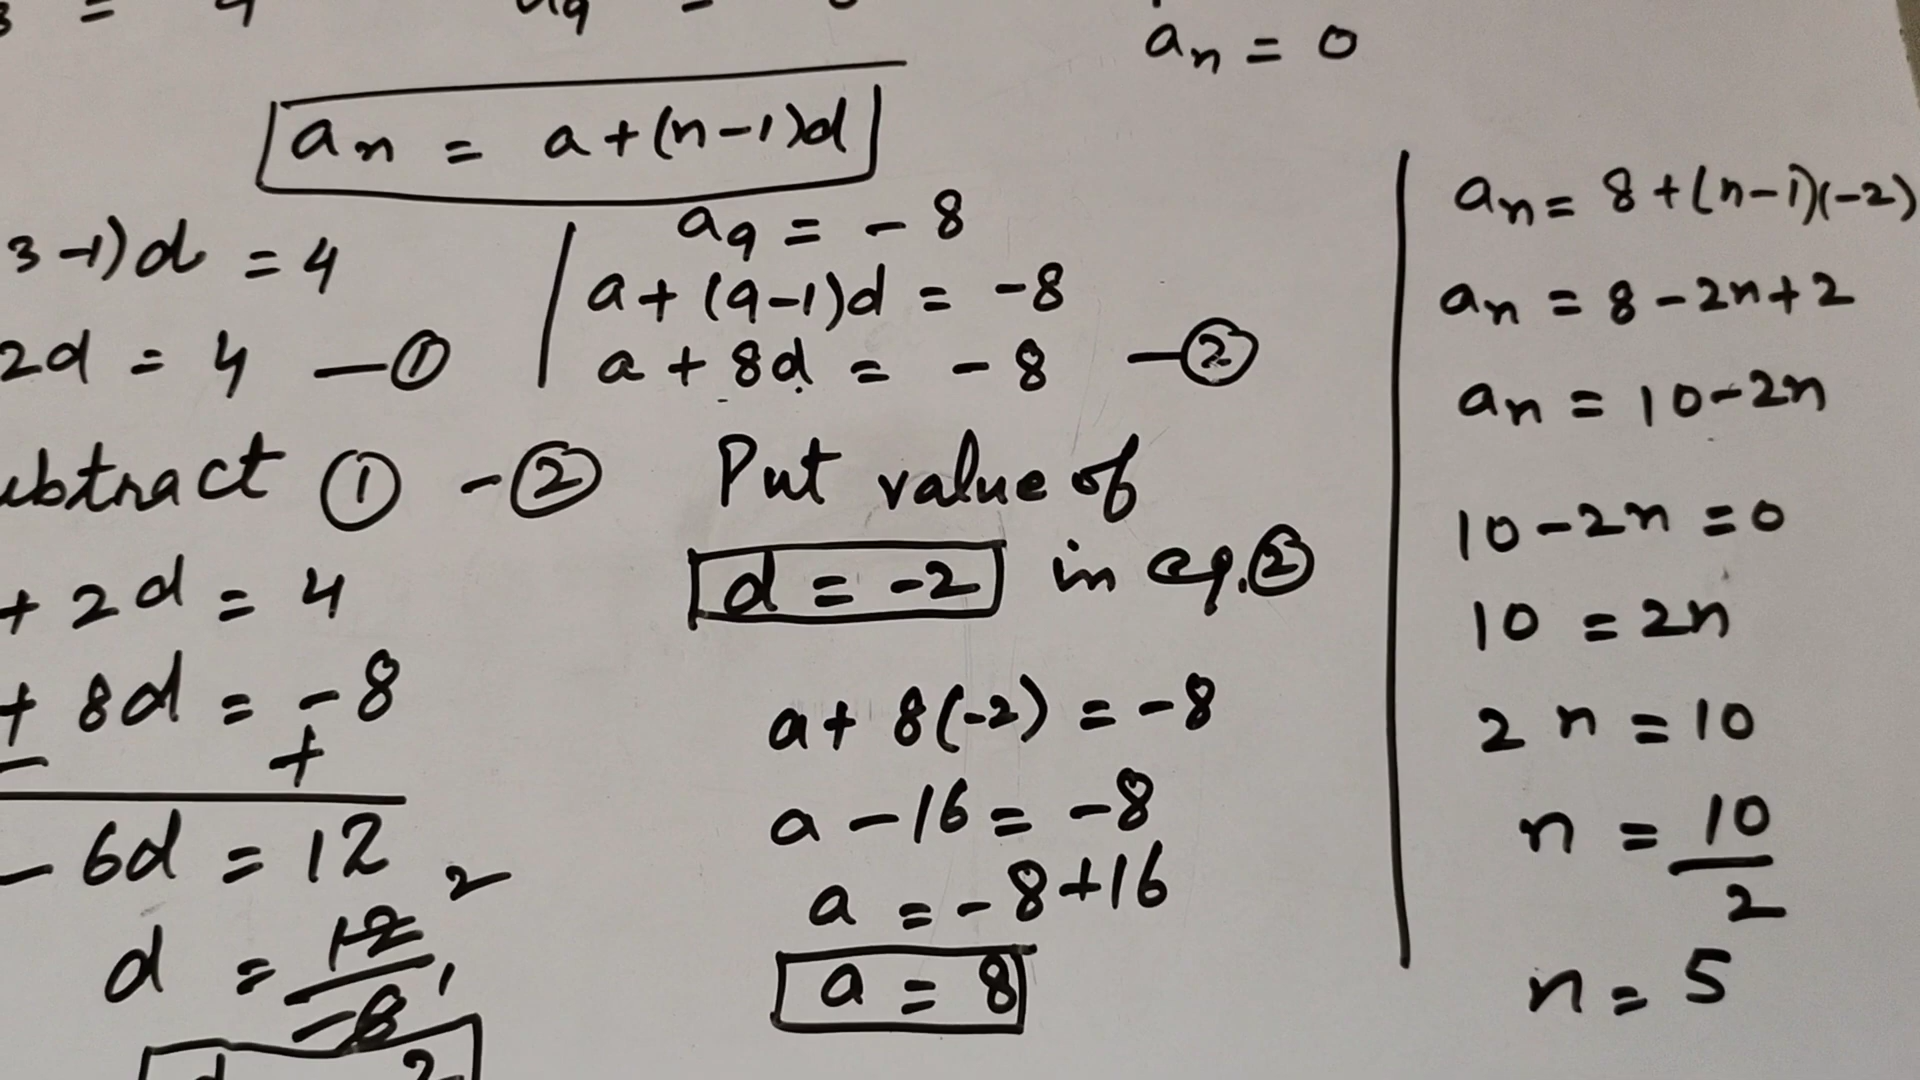 an = 0
an = a+(n-1)d
3-1)d = 4
2d = 4 —①
ubtract ① -②
+ 2d = 4
+ 8d = -8
- +
- 6d = 12
d = 12/-6 2 1
a9 = -8
a+(9-1)d = -8
a + 8d = -8 —②
Put value of
d = -2 in eq.②
a+ 8(-2) = -8
a - 16 = -8
a = -8+16
a = 8
an = 8+(n-1)(-2)
an = 8-2n+2
an = 10-2n
10-2n = 0
10 = 2n
2n = 10
n = 10/2
n = 5